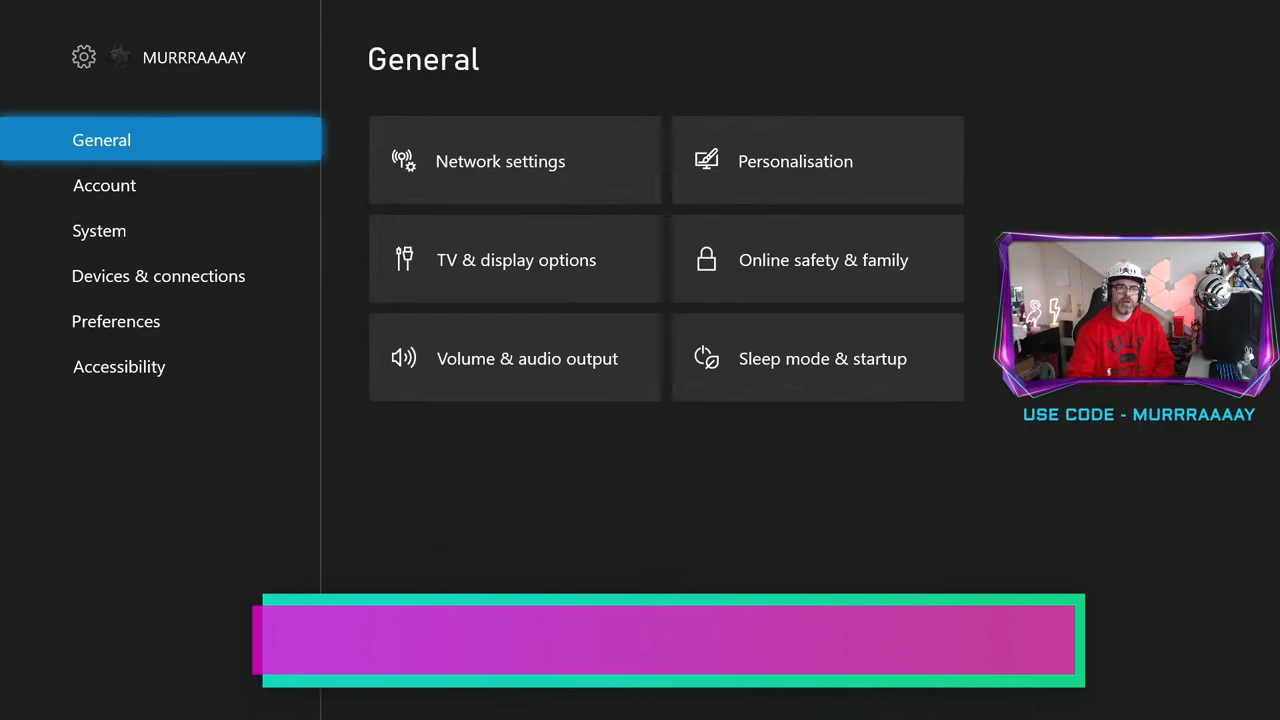 MURRRAAAAY
General
Account
System
Devices & connections
Preferences
Accessibility
General
Network settings
Personalisation
TV & display options
Online safety & family
Volume & audio output
Sleep mode & startup
USE CODE - MURRRAAAAY